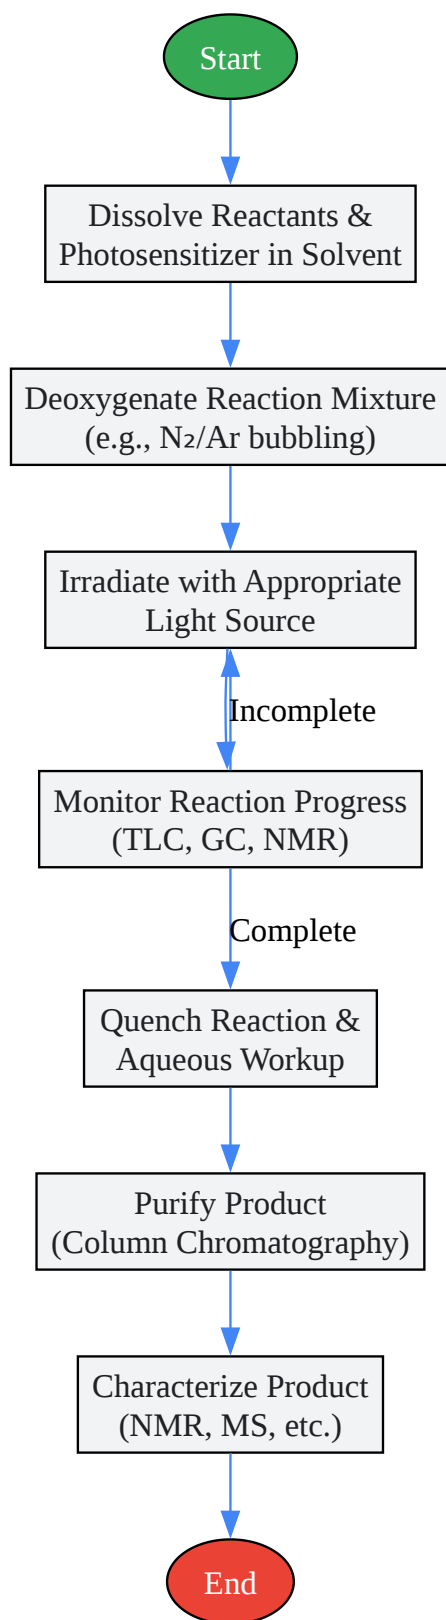 Start
Dissolve Reactants &
Photosensitizer in Solvent
Deoxygenate Reaction Mixture
(e.g., N₂/Ar bubbling)
Irradiate with Appropriate
Light Source
Incomplete
Monitor Reaction Progress
(TLC, GC, NMR)
Complete
Quench Reaction &
Aqueous Workup
Purify Product
(Column Chromatography)
Characterize Product
(NMR, MS, etc.)
End